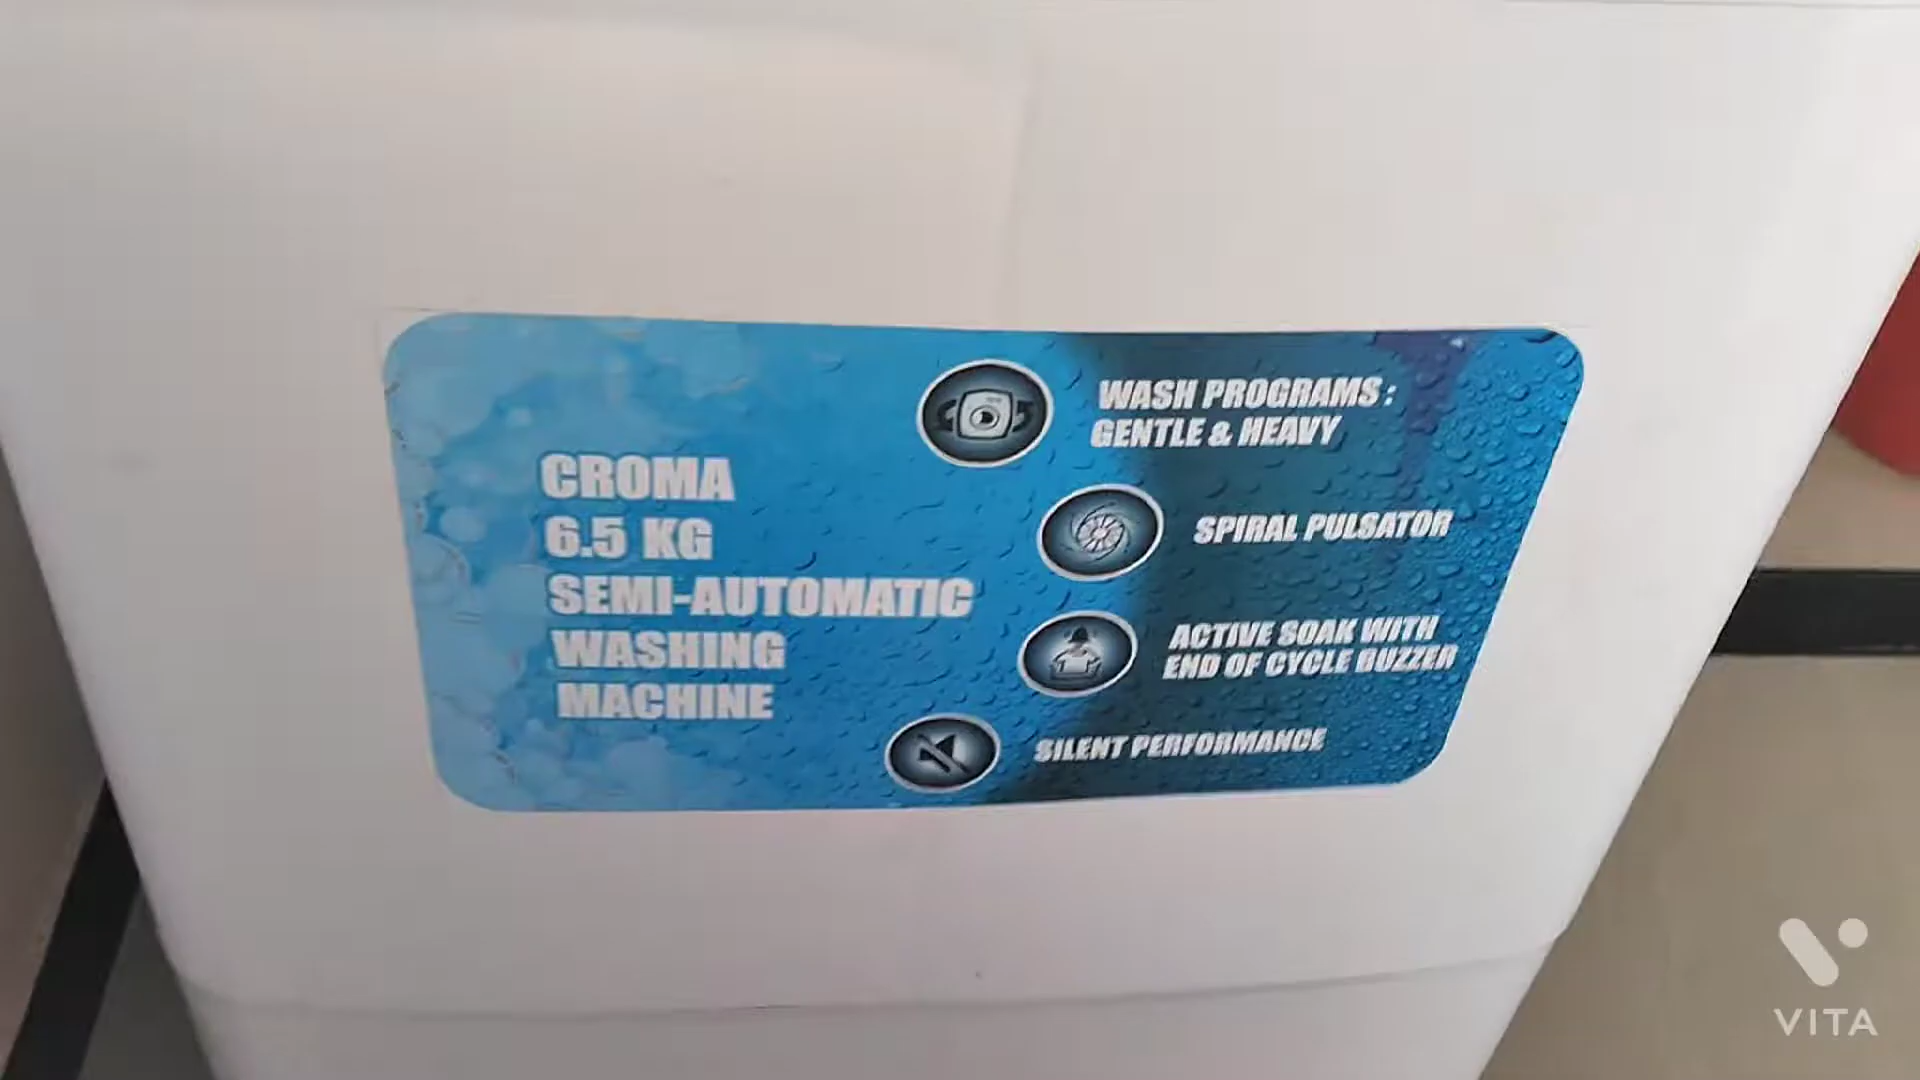 CROMA
6.5 KG
SEMI-AUTOMATIC
WASHING
MACHINE
WASH PROGRAMS :
GENTLE & HEAVY
SPIRAL PULSATOR
ACTIVE SOAK WITH
END OF CYCLE BUZZER
SILENT PERFORMANCE
VITA